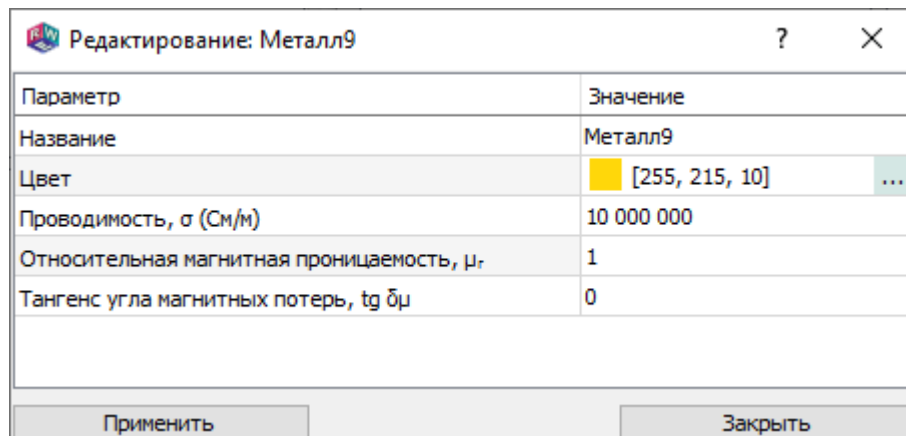 Редактирование: Металл9 ?
Параметр Значение
Название Металл9
Цвет [255, 215, 10] ...
Проводимость, σ (См/м) 10 000 000
Относительная магнитная проницаемость, μᵣ 1
Тангенс угла магнитных потерь, tg δμ 0
Применить Закрыть